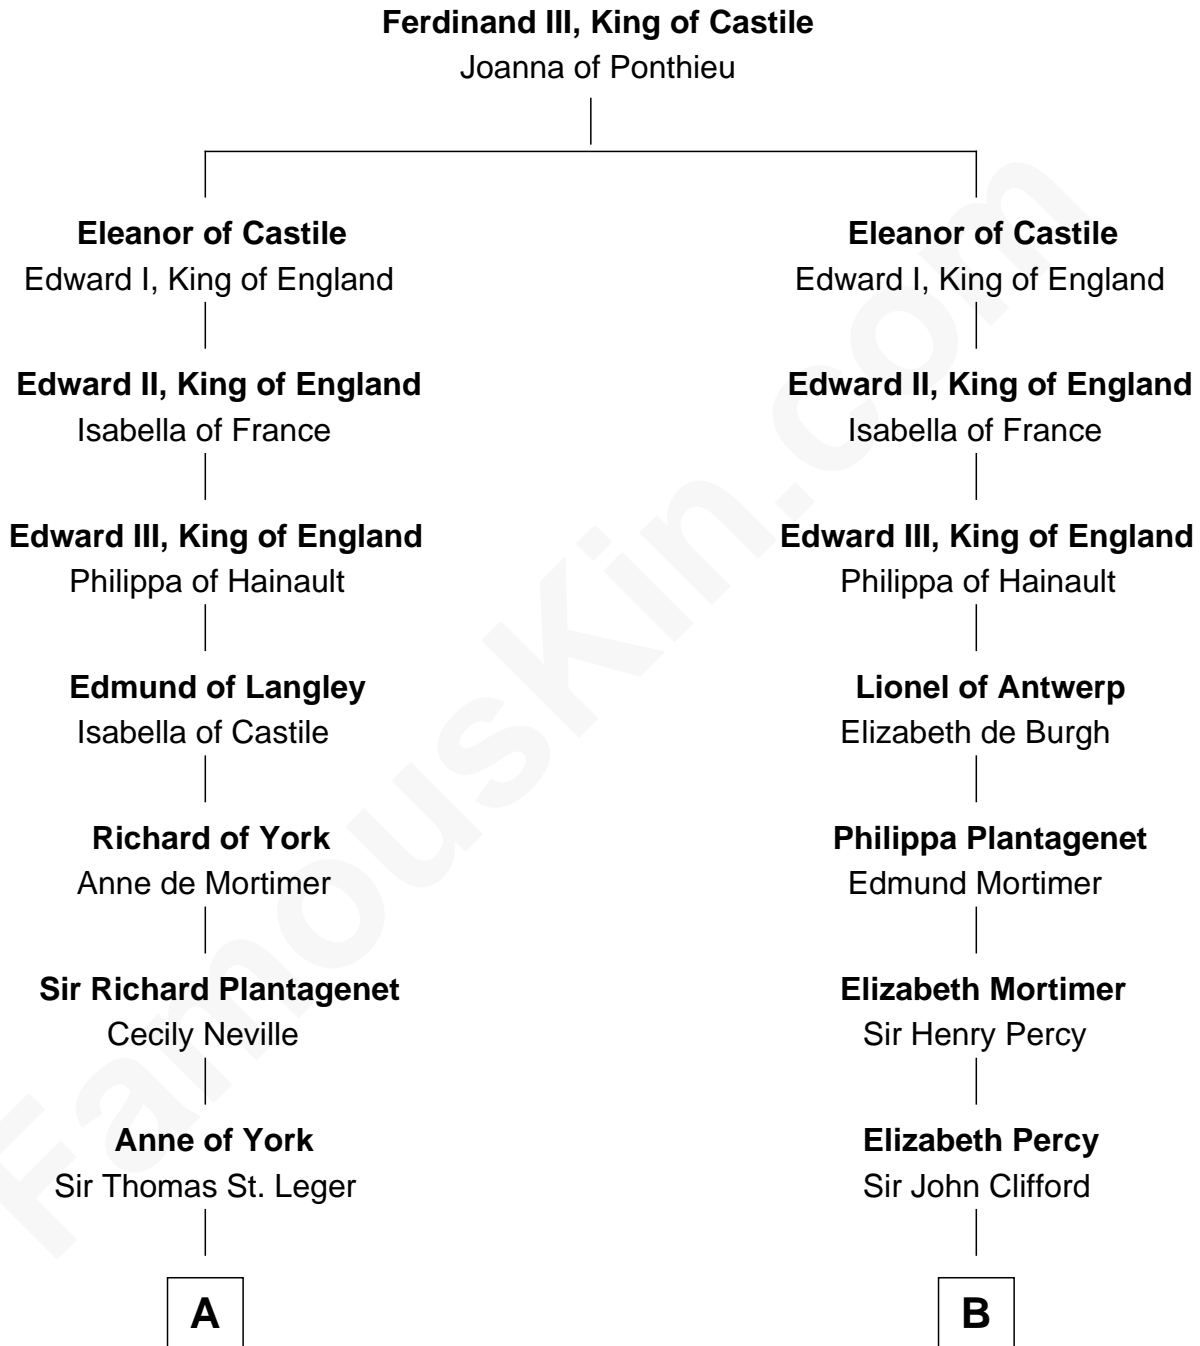 Ferdinand III, King of Castile
Joanna of Ponthieu
Eleanor of Castile
Edward I, King of England
Edward II, King of England
Isabella of France
Edward III, King of England
Philippa of Hainault
Edmund of Langley
Isabella of Castile
Richard of York
Anne de Mortimer
Sir Richard Plantagenet
Cecily Neville
Anne of York
Sir Thomas St. Leger
A
Eleanor of Castile
Edward I, King of England
Edward II, King of England
Isabella of France
Edward III, King of England
Philippa of Hainault
Lionel of Antwerp
Elizabeth de Burgh
Philippa Plantagenet
Edmund Mortimer
Elizabeth Mortimer
Sir Henry Percy
Elizabeth Percy
Sir John Clifford
B
FamousKin.com